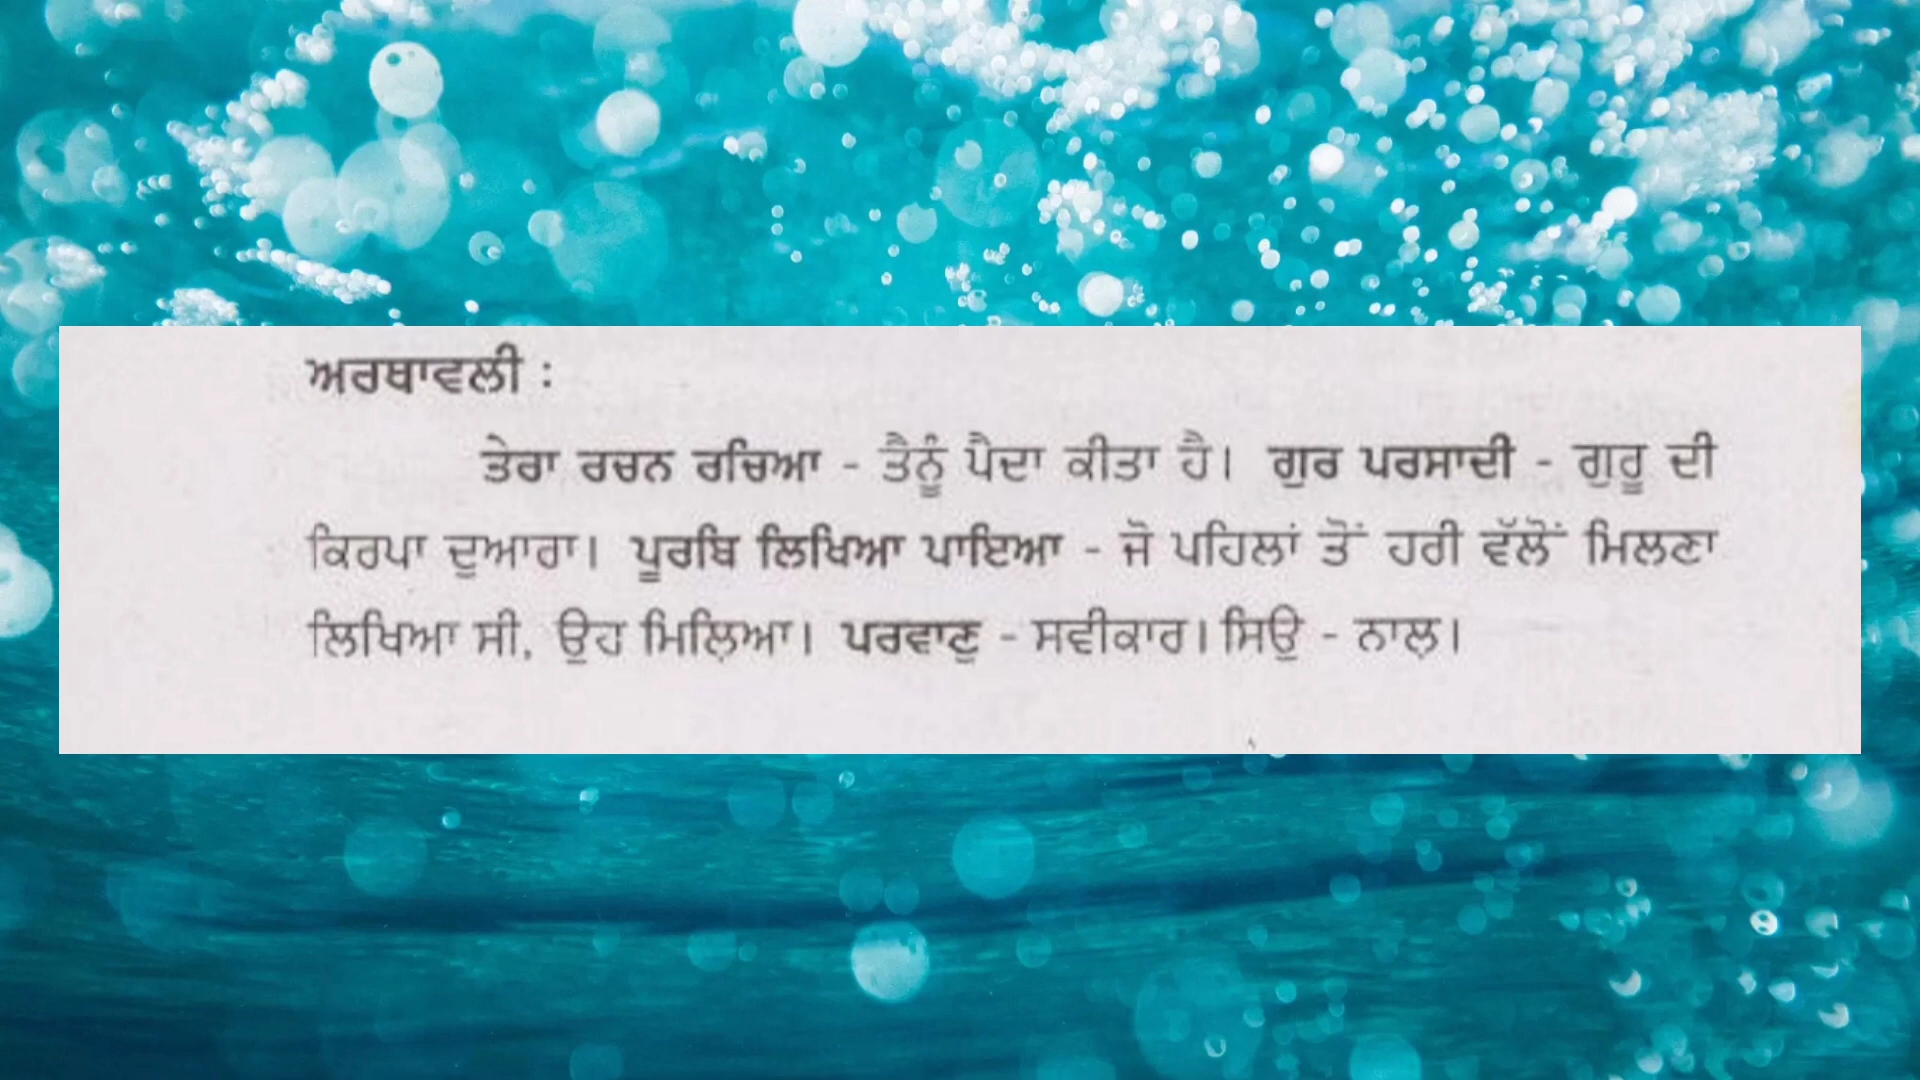 ਅਰਥਾਵਲੀ :
ਤੇਰਾ ਰਚਨ ਰਚਿਆ - ਤੈਨੂੰ ਪੈਦਾ ਕੀਤਾ ਹੈ। ਗੁਰ ਪਰਸਾਦੀ - ਗੁਰੂ ਦੀ
ਕਿਰਪਾ ਦੁਆਰਾ। ਪੂਰਬਿ ਲਿਖਿਆ ਪਾਇਆ - ਜੋ ਪਹਿਲਾਂ ਤੋਂ ਹਰੀ ਵੱਲੋਂ ਮਿਲਣਾ
ਲਿਖਿਆ ਸੀ, ਉਹ ਮਿਲ਼ਿਆ। ਪਰਵਾਣੁ - ਸਵੀਕਾਰ। ਸਿਉ - ਨਾਲ਼।